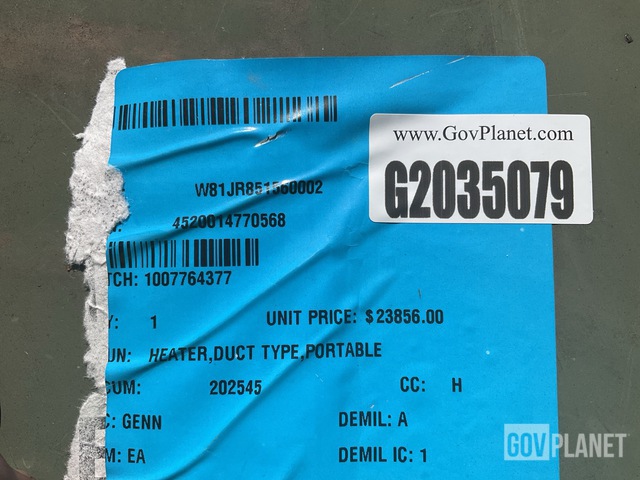 www.GovPlanet.com
G2035079
W81JR851560002
N: 4520014770568
TCH: 1007764377
Y: 1 UNIT PRICE: $23856.00
UN: HEATER,DUCT TYPE,PORTABLE
CUM: 202545 CC: H
C: GENN DEMIL: A
M: EA DEMIL IC: 1
GOVPLANET